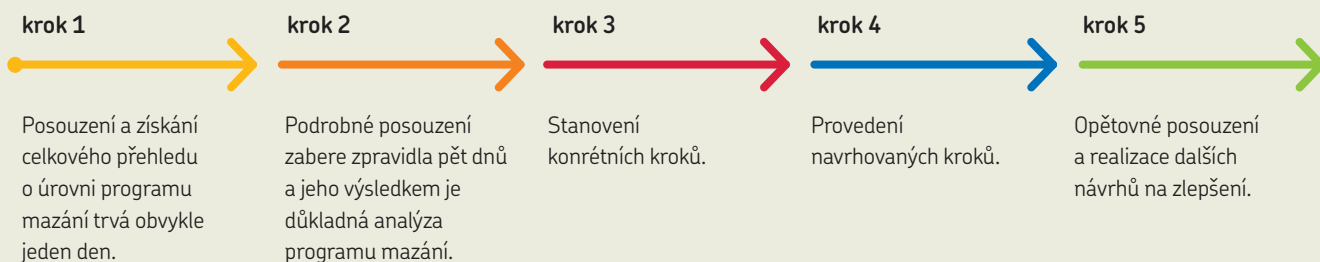 krok 1
Posouzení a získání
celkového přehledu
o úrovni programu
mazání trvá obvykle
jeden den.
krok 2
Podrobné posouzení
zabere zpravidla pět dnů
a jeho výsledkem je
důkladná analýza
programu mazání.
krok 3
Stanovení
konrétních kroků.
krok 4
Provedení
navrhovaných kroků.
krok 5
Opětovné posouzení
a realizace dalších
návrhů na zlepšení.